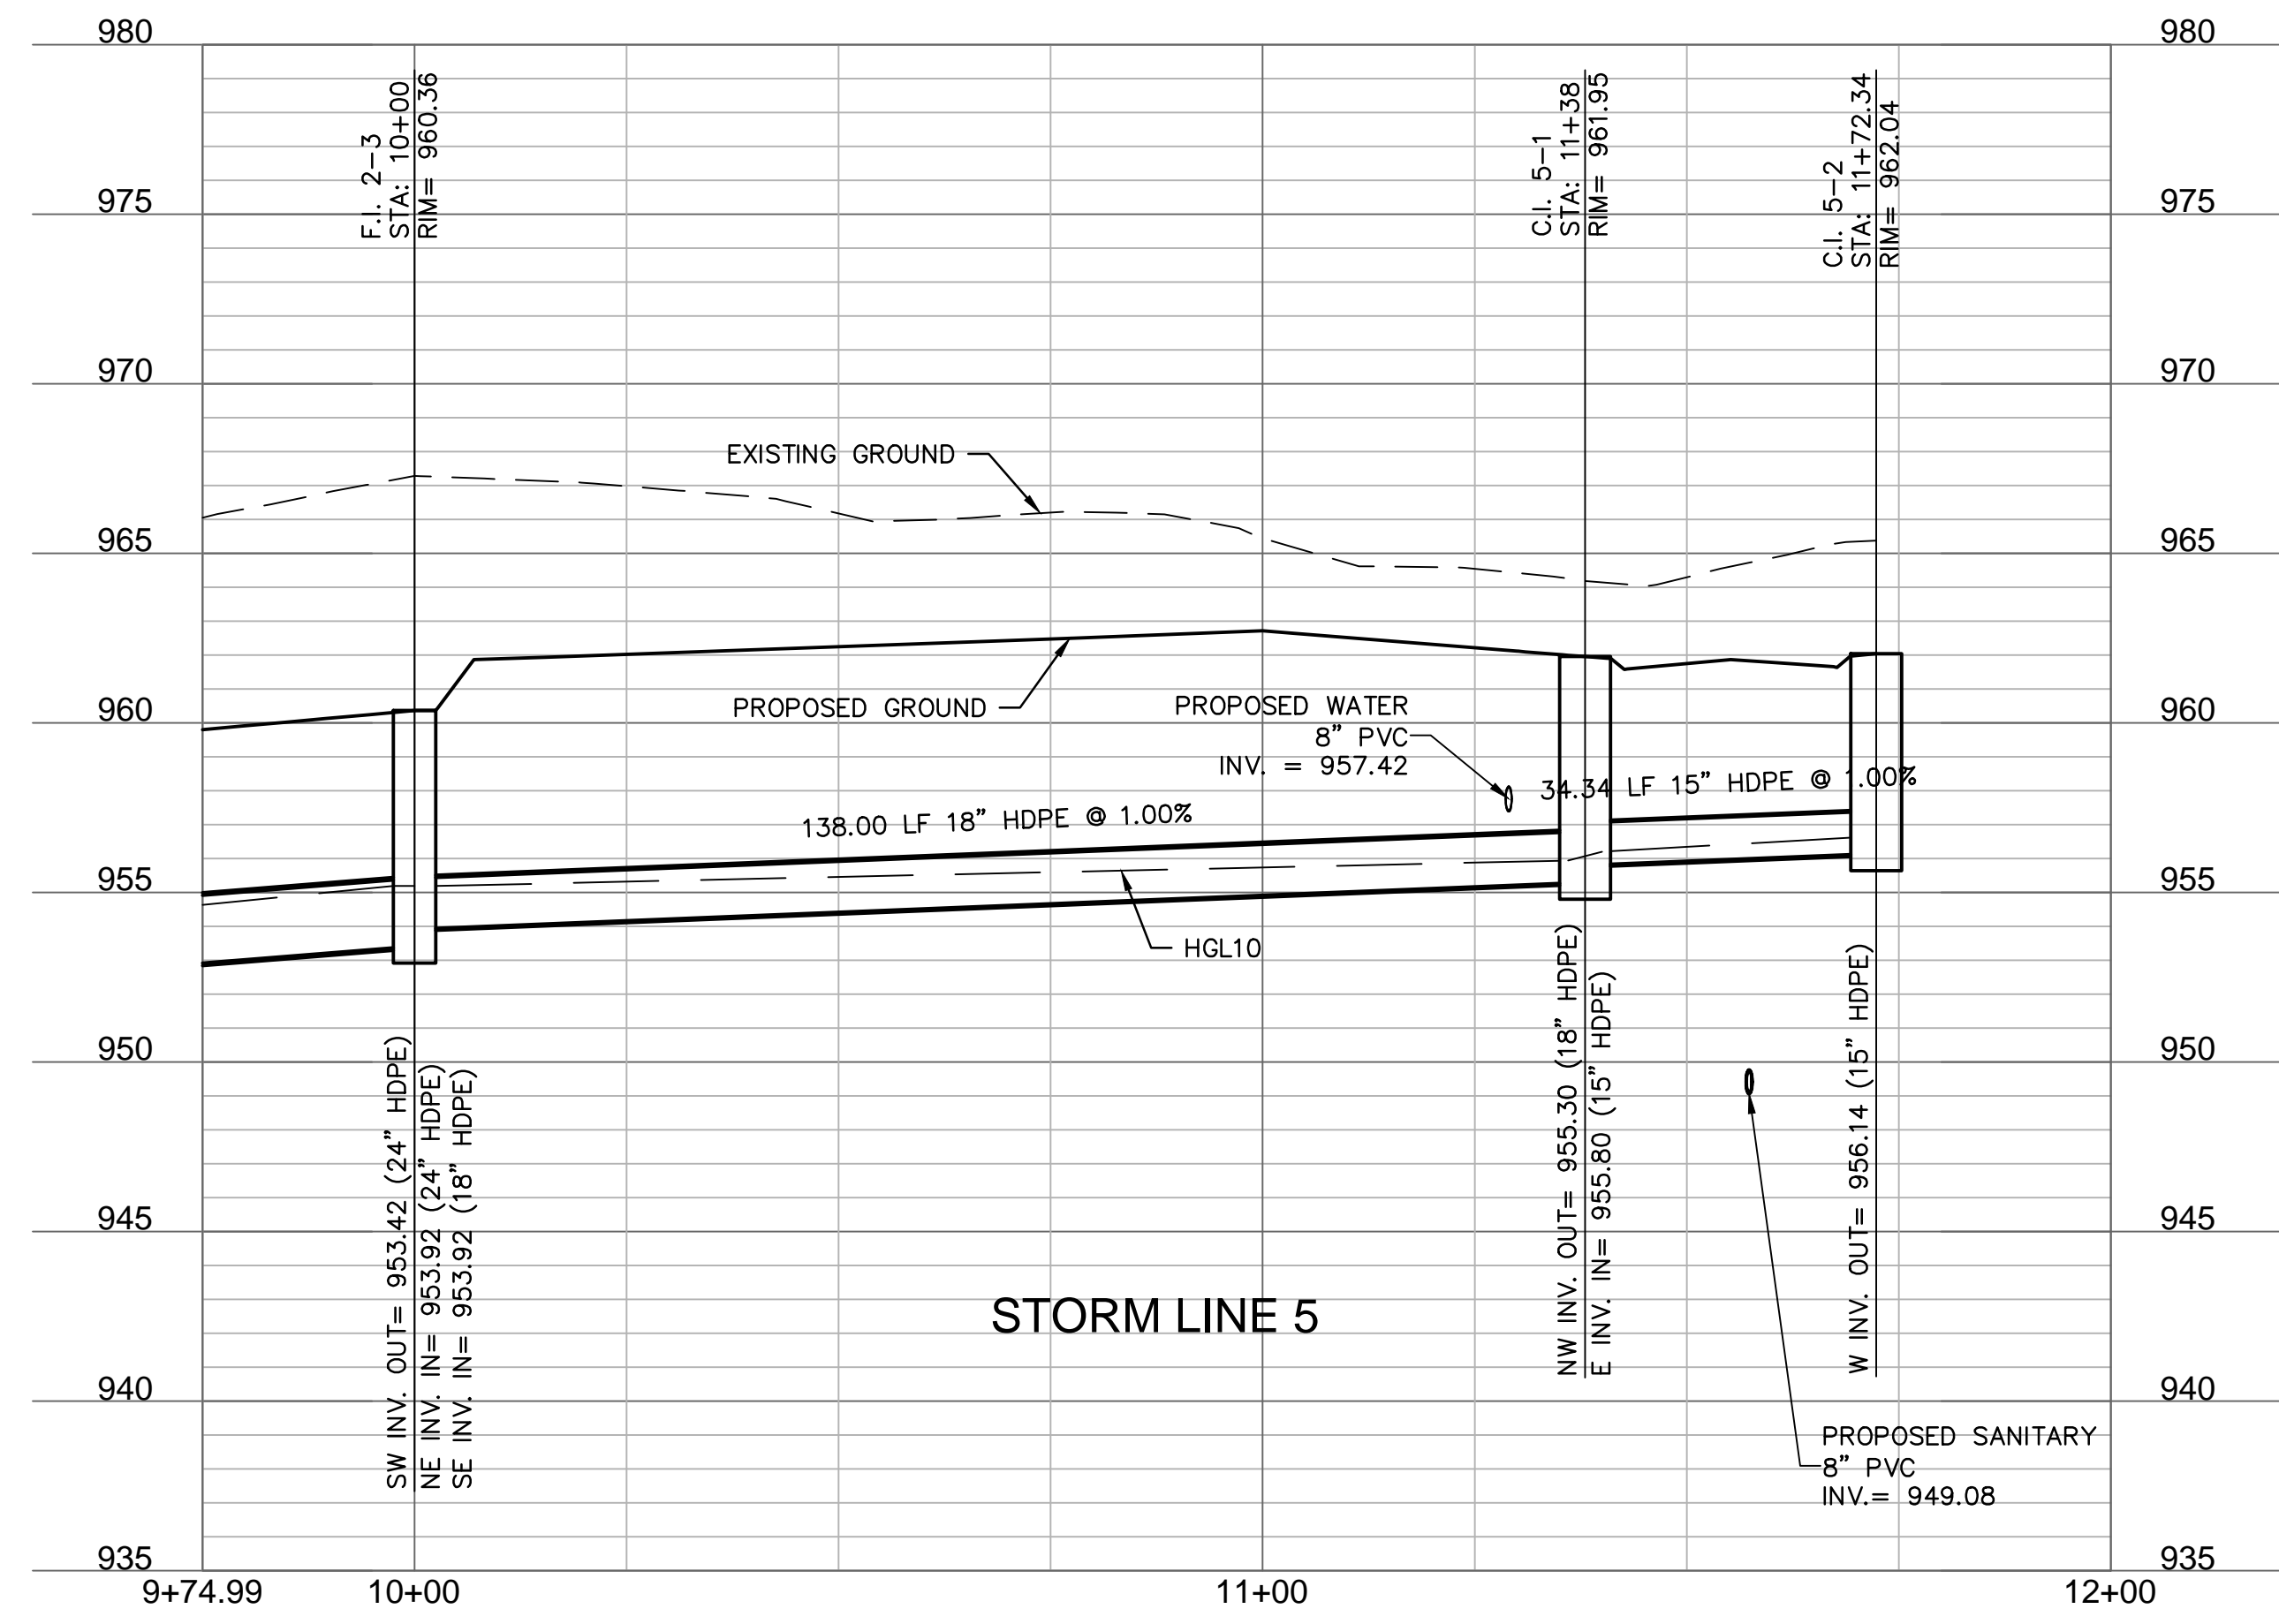 980
980
F.I. 2-3
STA: 10+00
RIM= 960.36
C.I. 5-1
STA: 11+38
RIM= 961.95
C.I. 5-2
STA: 11+72.34
RIM= 962.04
975
975
970
970
EXISTING GROUND
965
965
PROPOSED GROUND
PROPOSED WATER
8" PVC
INV. = 957.42
960
960
138.00 LF 18" HDPE @ 1.00%
34.34 LF 15" HDPE @ 1.00%
955
955
HGL10
SW INV. OUT= 953.42 (24" HDPE)
NE INV. IN= 953.92 (24" HDPE)
SE INV. IN= 953.92 (18" HDPE)
NW INV. OUT= 955.30 (18" HDPE)
E INV. IN= 955.80 (15" HDPE)
W INV. OUT= 956.14 (15" HDPE)
950
950
945
945
STORM LINE 5
940
940
PROPOSED SANITARY
8" PVC
INV.= 949.08
935
935
9+74.99
10+00
11+00
12+00